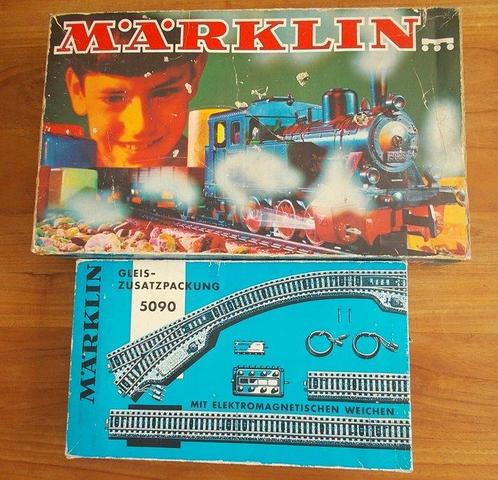 MÄRKLIN
MÄRKLIN
GLEIS-
ZUSATZPACKUNG
5090
MIT ELEKTROMAGNETISCHEN WEICHEN